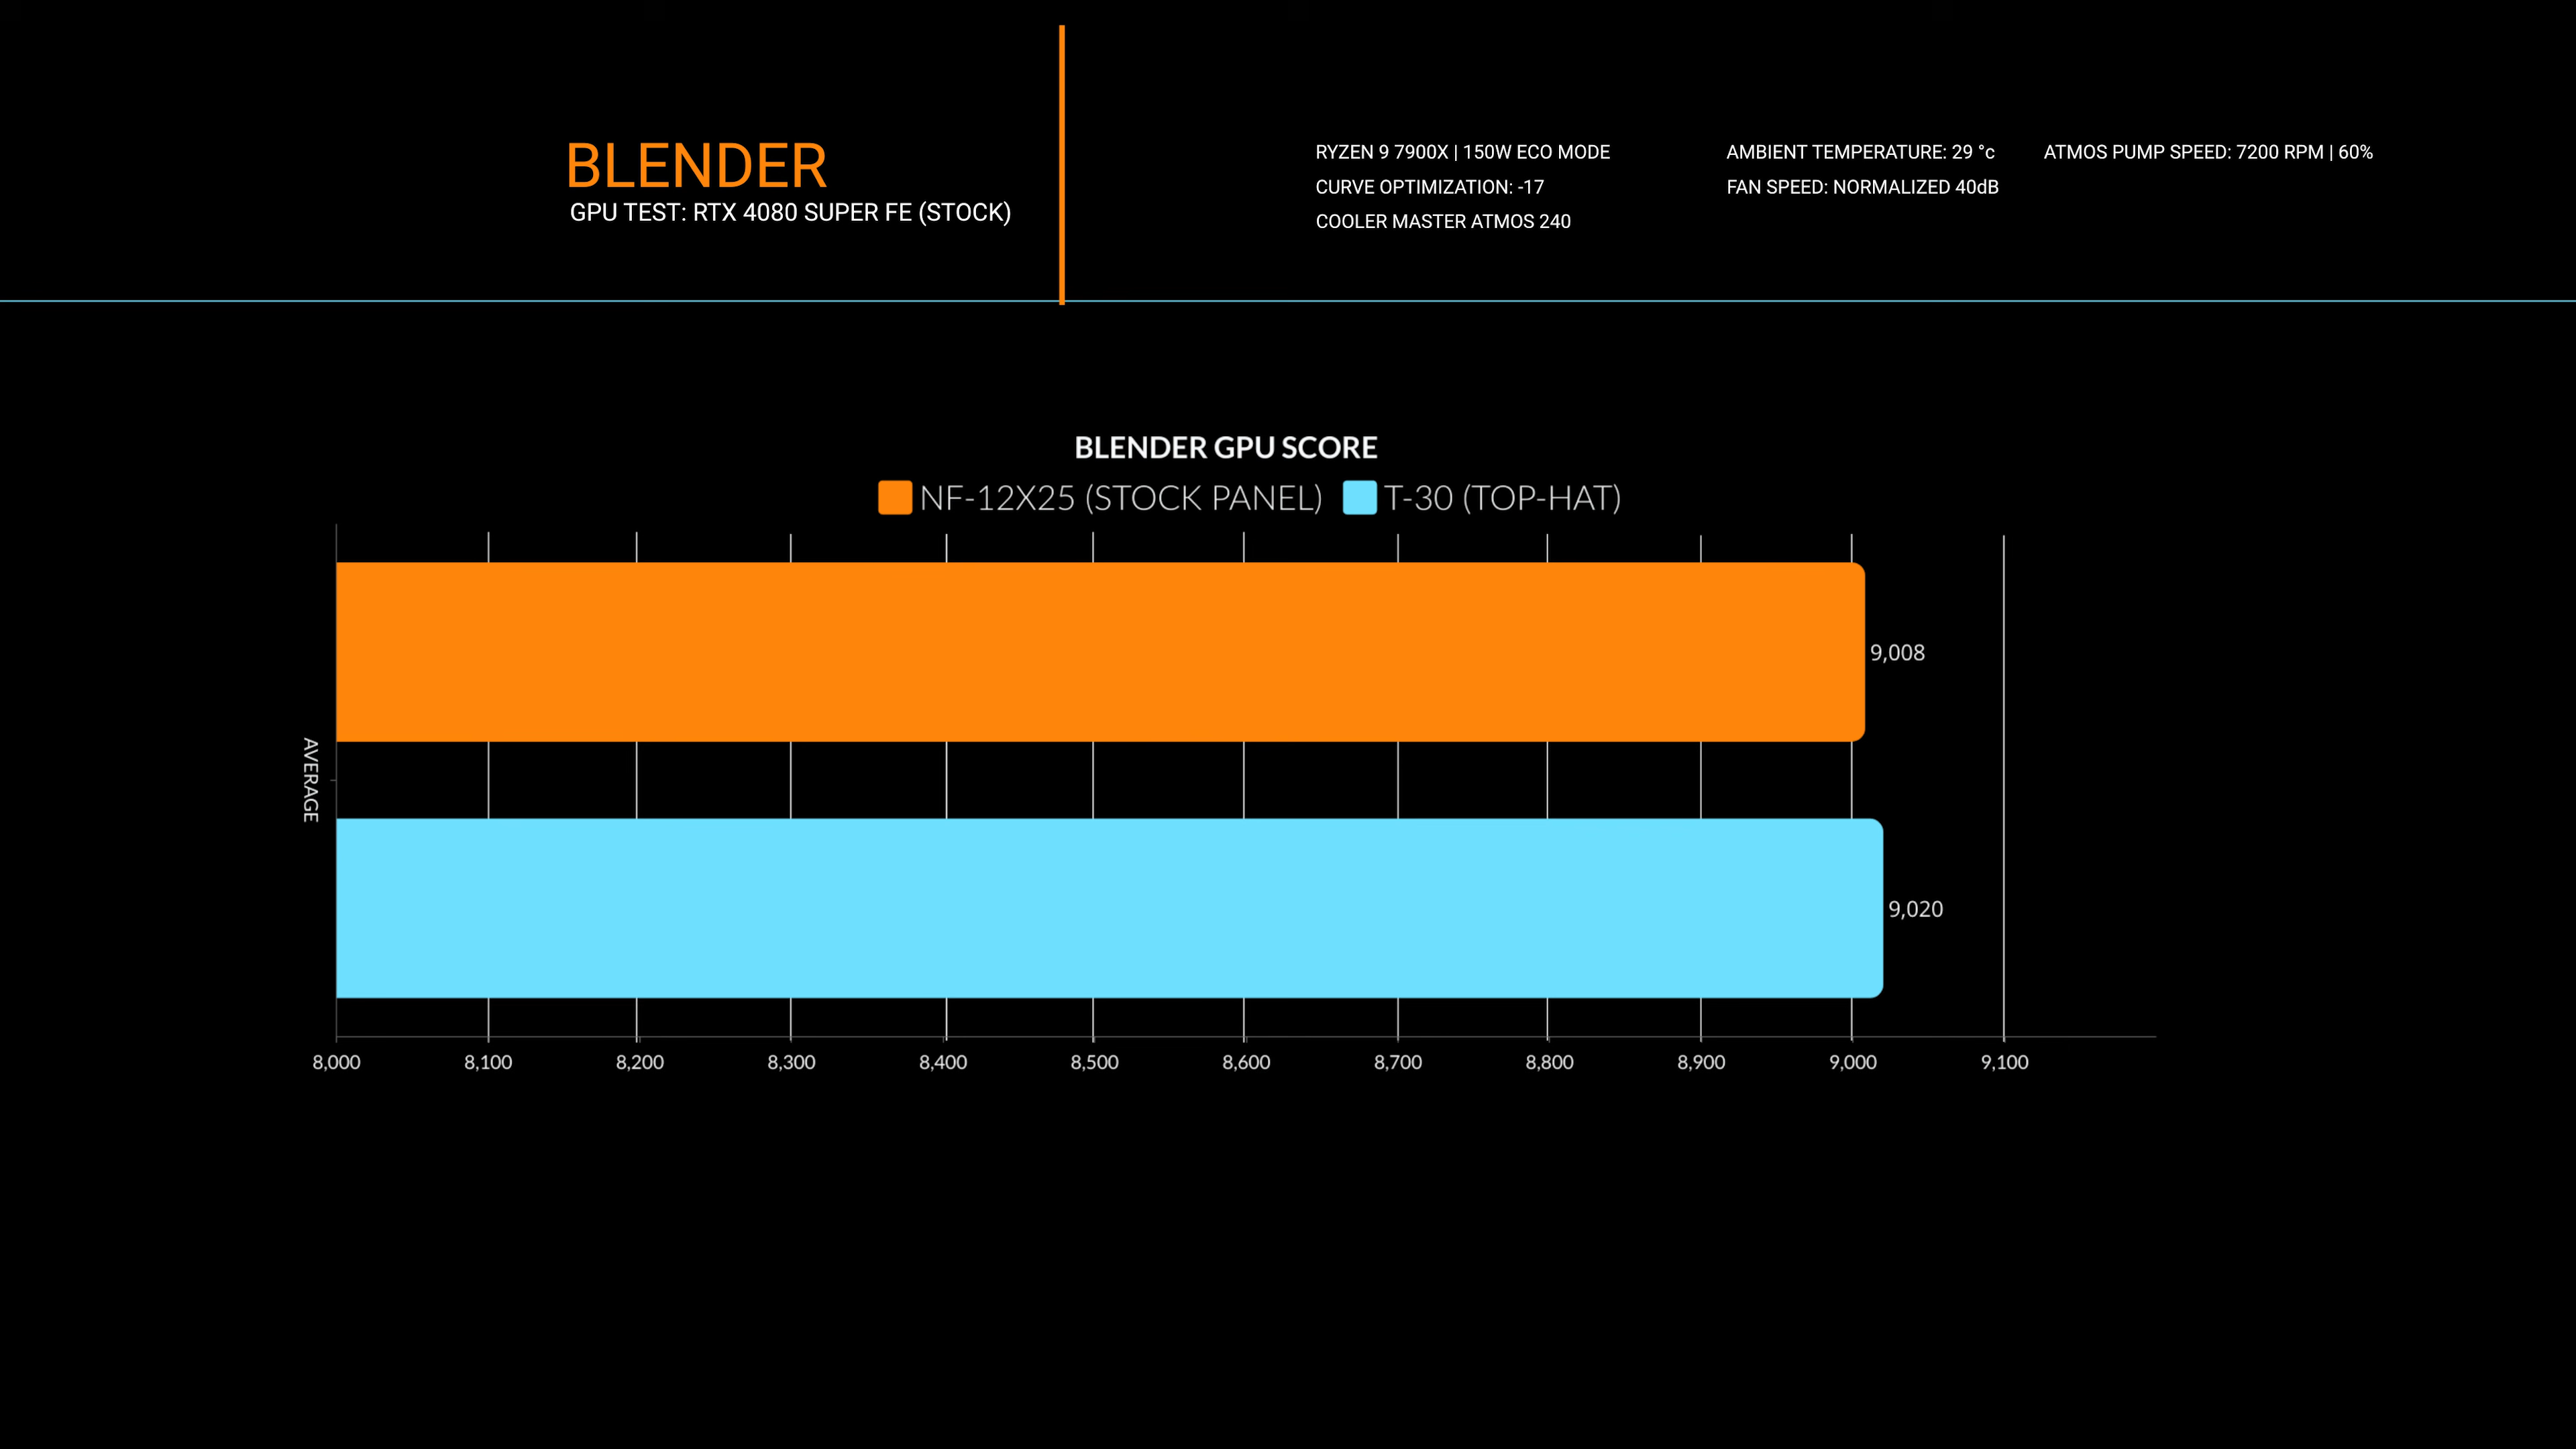 BLENDER
GPU TEST: RTX 4080 SUPER FE (STOCK)
RYZEN 9 7900X | 150W ECO MODE
CURVE OPTIMIZATION: -17
COOLER MASTER ATMOS 240
AMBIENT TEMPERATURE: 29 °c
FAN SPEED: NORMALIZED 40dB
ATMOS PUMP SPEED: 7200 RPM | 60%
BLENDER GPU SCORE
NF-12X25 (STOCK PANEL) T-30 (TOP-HAT)
9,008
AVERAGE
9,020
8,000 8,100 8,200 8,300 8,400 8,500 8,600 8,700 8,800 8,900 9,000 9,100